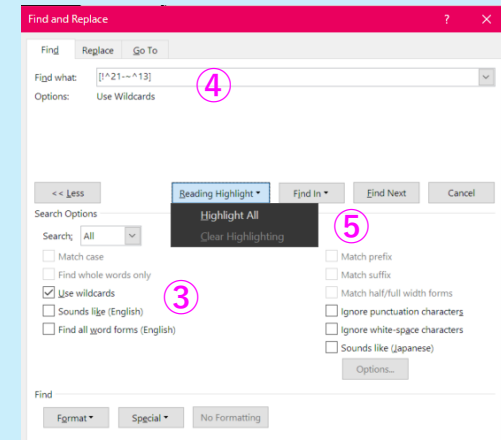 Find and Replace ? ×
Find Replace Go To
Find what: [!^21-~^13]
④
Options: Use Wildcards
<< Less Reading Highlight Find In Find Next Cancel
Highlight All
Clear Highlighting
⑤
Search Options
Search: All
Match case Match prefix
Find whole words only Match suffix
Use wildcards Match half/full width forms
③
Sounds like (English) Ignore punctuation characters
Find all word forms (English) Ignore white-space characters
Sounds like (Japanese)
Options...
Find
Format Special No Formatting